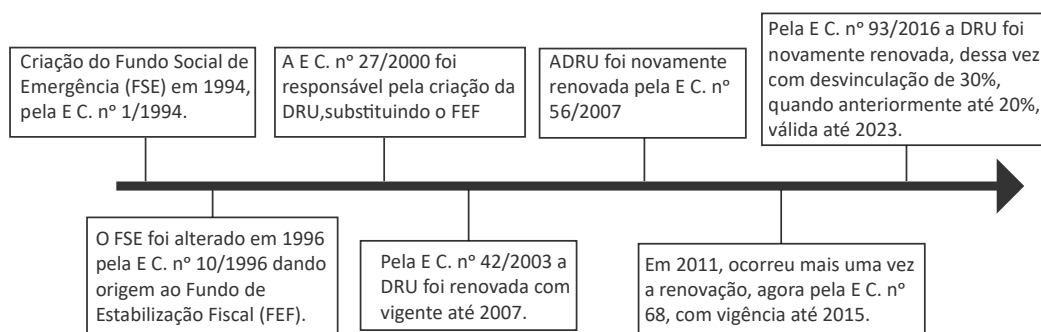 Criação do Fundo Social de
Emergência (FSE) em 1994,
pela E C. nº 1/1994.
O FSE foi alterado em 1996
pela E C. nº 10/1996 dando
origem ao Fundo de
Estabilização Fiscal (FEF).
A E C. nº 27/2000 foi
responsável pela criação da
DRU,substituindo o FEF
Pela E C. nº 42/2003 a
DRU foi renovada com
vigente até 2007.
ADRU foi novamente
renovada pela E C. nº
56/2007
Em 2011, ocorreu mais uma vez
a renovação, agora pela E C. nº
68, com vigência até 2015.
Pela E C. nº 93/2016 a DRU foi
novamente renovada, dessa vez
com desvinculação de 30%,
quando anteriormente até 20%,
válida até 2023.